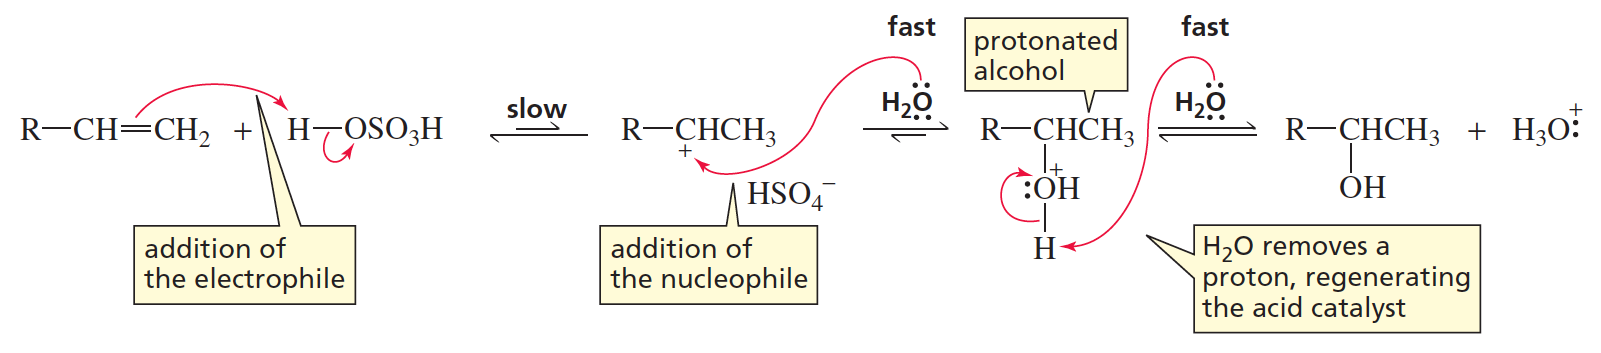 fast
fast
protonated
alcohol
slow
H₂Ö:
H₂Ö:
R—CH=CH₂ + H—OSO₃H
R—CHCH₃
+
HSO₄⁻
R—CHCH₃
+
:OH
H
R—CHCH₃ + H₃O:⁺
OH
addition of
the electrophile
addition of
the nucleophile
H₂O removes a
proton, regenerating
the acid catalyst